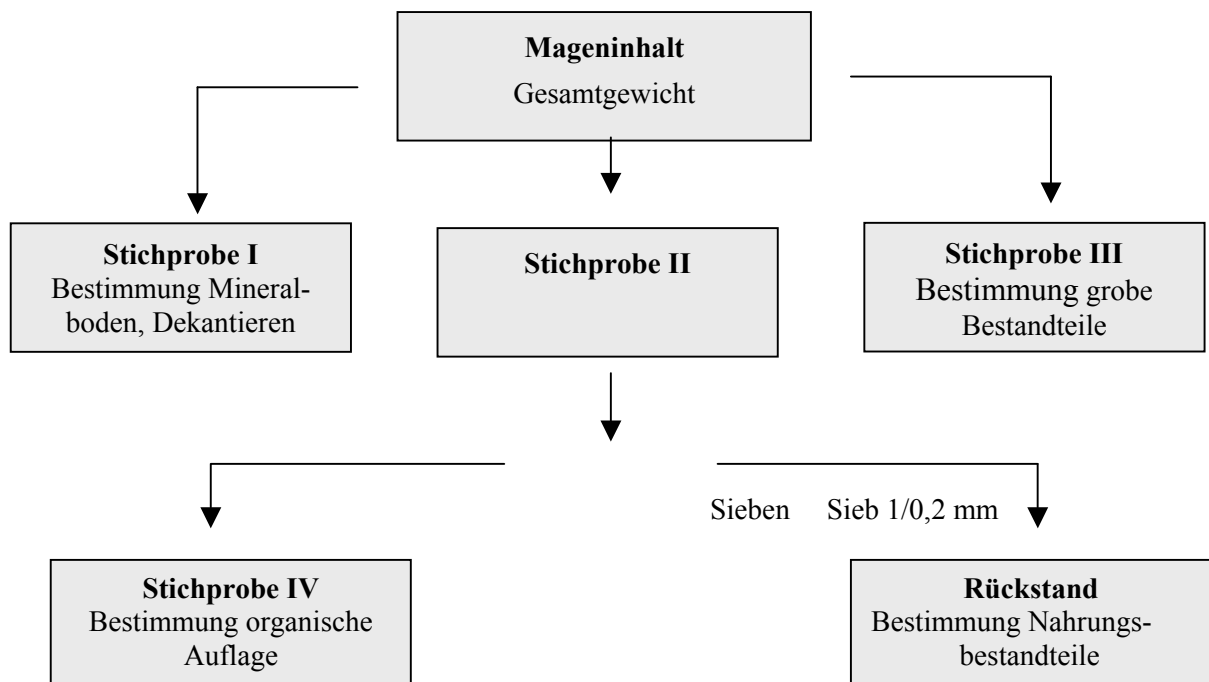 Mageninhalt
Gesamtgewicht
Stichprobe I
Bestimmung Mineral-
boden, Dekantieren
Stichprobe II
Stichprobe III
Bestimmung grobe
Bestandteile
Sieben Sieb 1/0,2 mm
Stichprobe IV
Bestimmung organische
Auflage
Rückstand
Bestimmung Nahrungs-
bestandteile